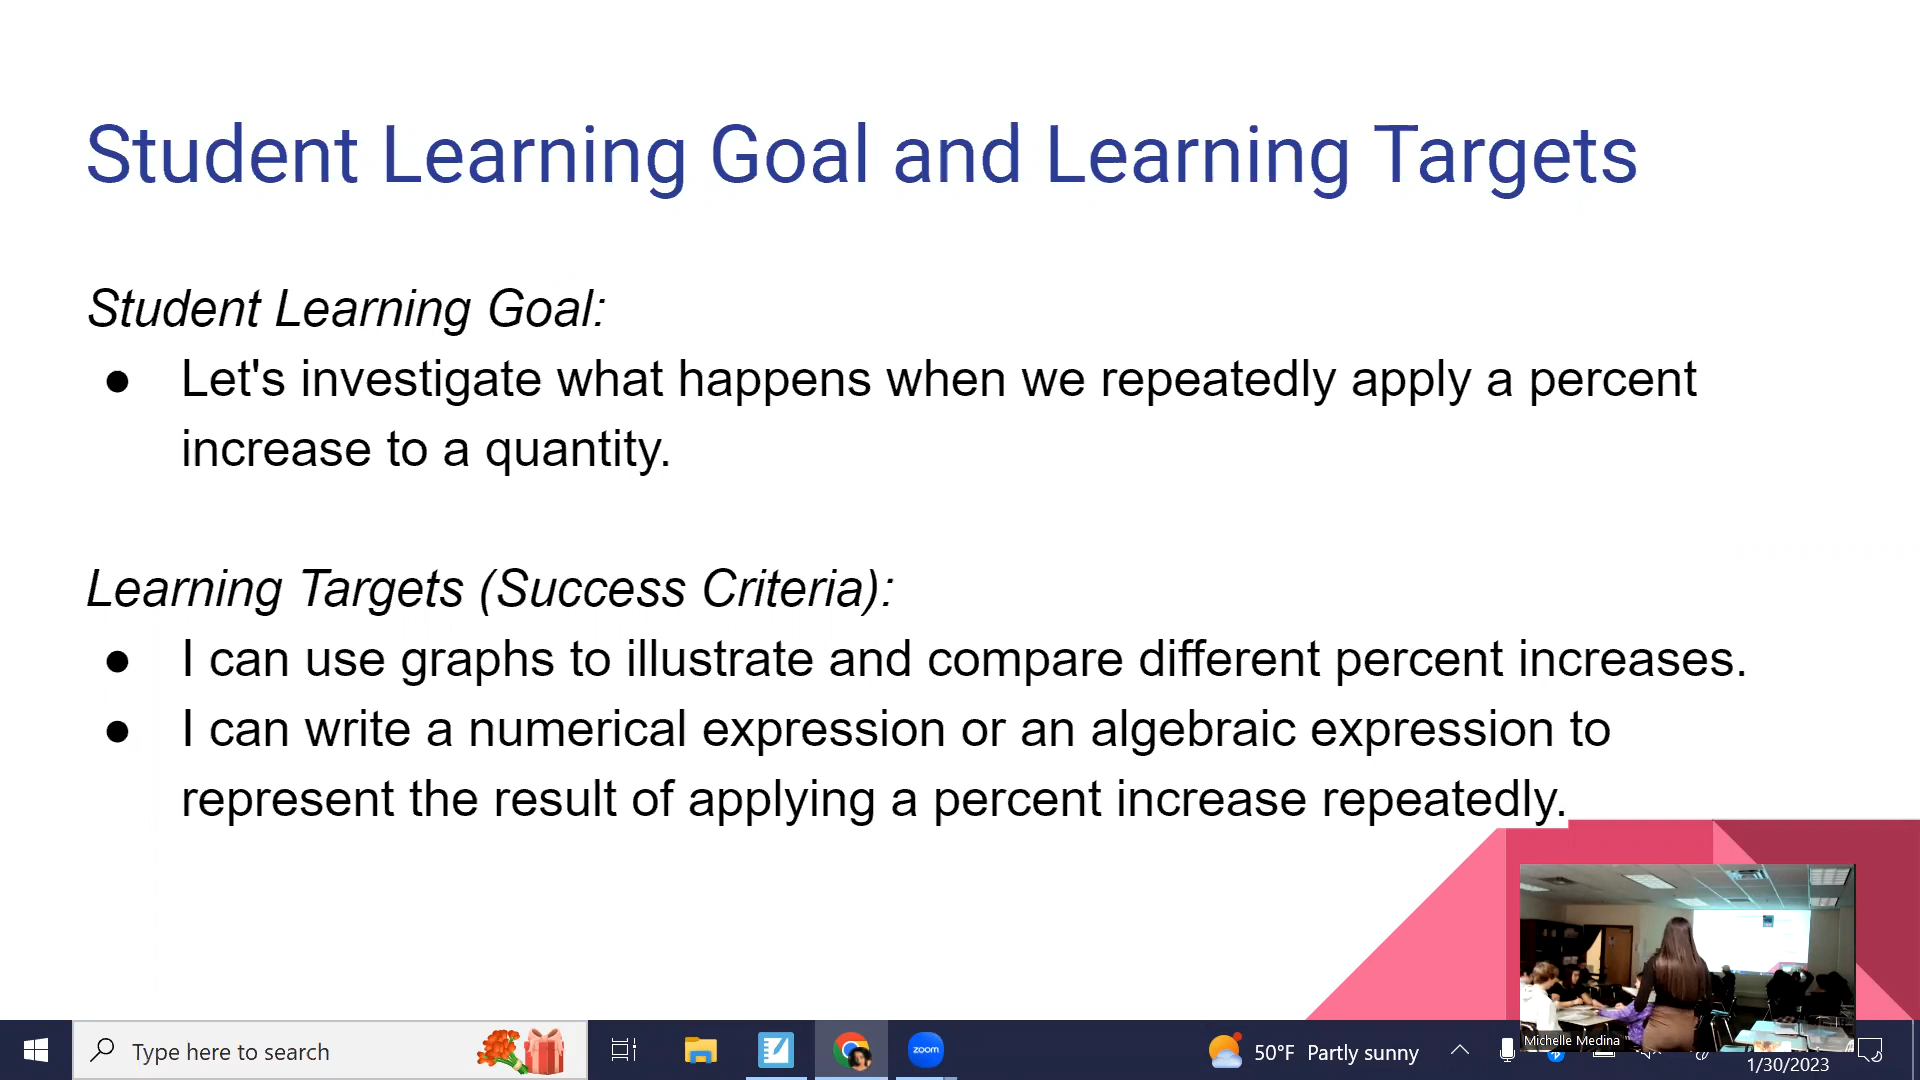 Student Learning Goal and Learning Targets
Student Learning Goal:
● Let's investigate what happens when we repeatedly apply a percent
increase to a quantity.
Learning Targets (Success Criteria):
● I can use graphs to illustrate and compare different percent increases.
● I can write a numerical expression or an algebraic expression to
represent the result of applying a percent increase repeatedly.
Michelle Medina
Type here to search
zoom
50°F Partly sunny
1/30/2023